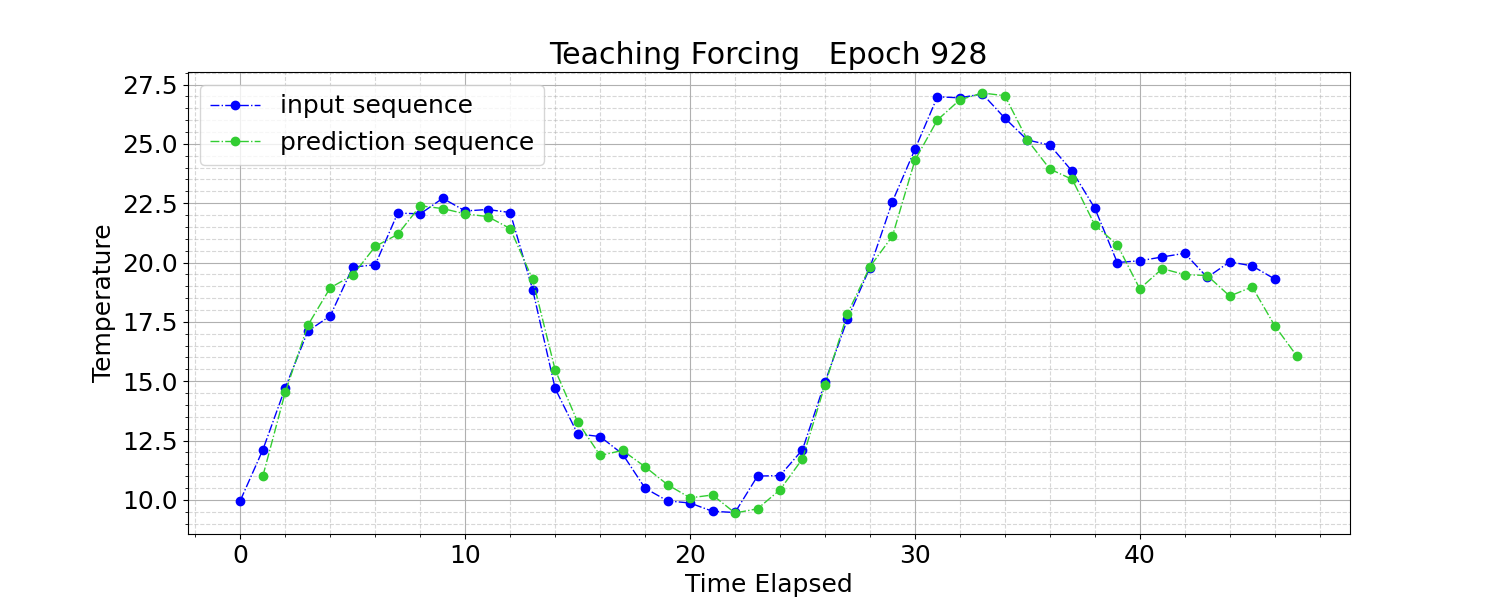 Teaching Forcing   Epoch 928
27.5
25.0
22.5
20.0
17.5
15.0
12.5
10.0
Temperature
input sequence
prediction sequence
0 10 20 30 40
Time Elapsed